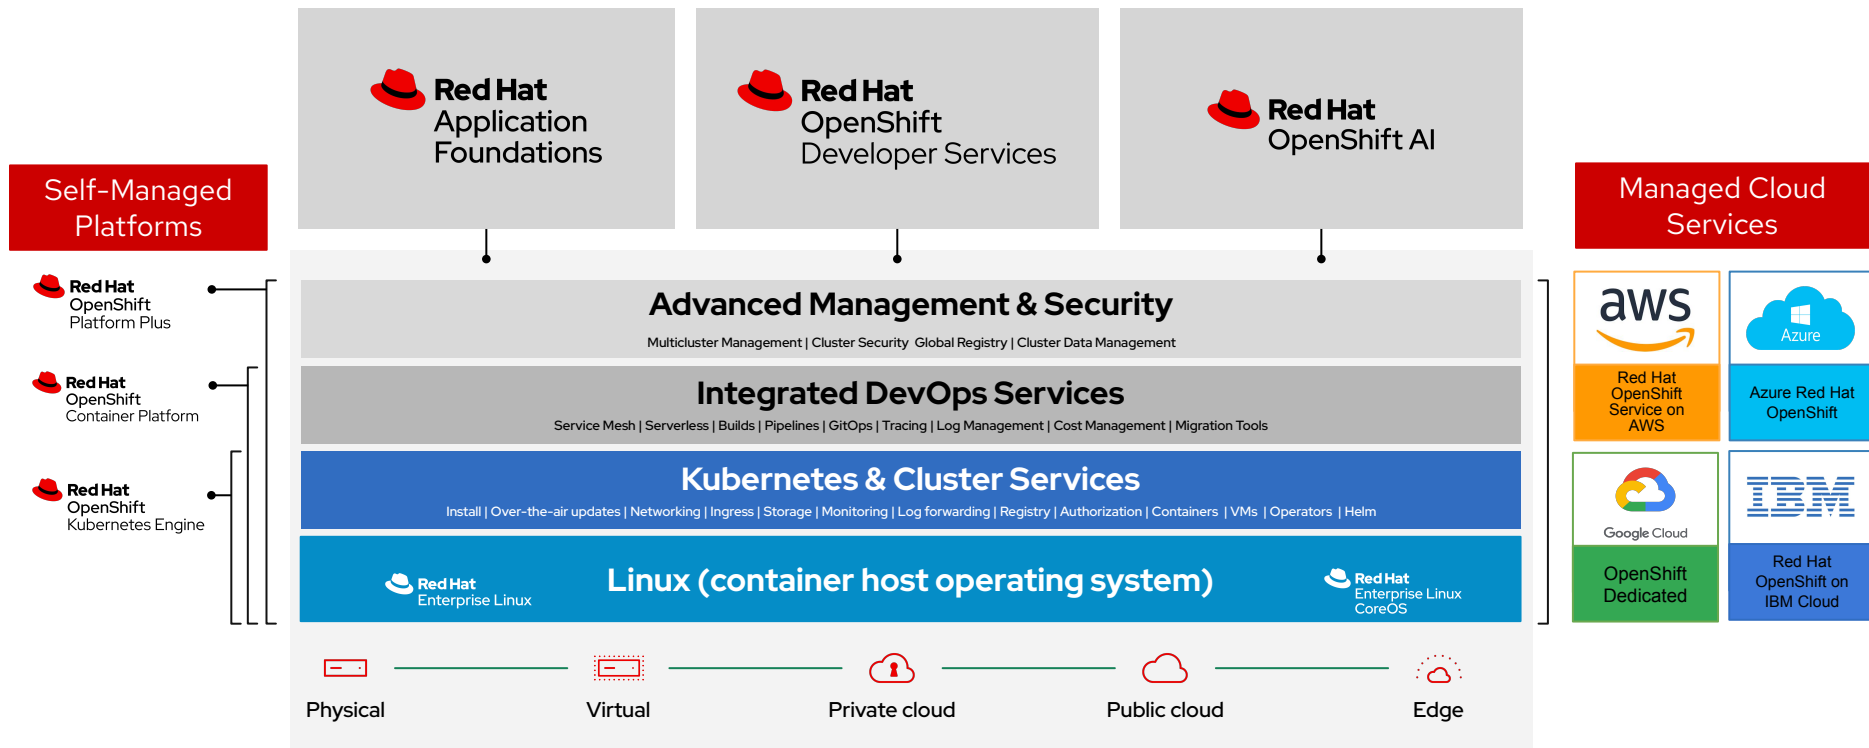 Red Hat
Application
Foundations
Red Hat
OpenShift
Developer Services
Red Hat
OpenShift AI
Self-Managed
Platforms
Red Hat
OpenShift
Platform Plus
Red Hat
OpenShift
Container Platform
Red Hat
OpenShift
Kubernetes Engine
Advanced Management & Security
Multicluster Management | Cluster Security  Global Registry | Cluster Data Management
Integrated DevOps Services
Service Mesh | Serverless | Builds | Pipelines | GitOps | Tracing | Log Management | Cost Management | Migration Tools
Kubernetes & Cluster Services
Install | Over-the-air updates | Networking | Ingress | Storage | Monitoring | Log forwarding | Registry | Authorization | Containers | VMs | Operators | Helm
Red Hat
Enterprise Linux
Linux (container host operating system)
Red Hat
Enterprise Linux
CoreOS
Physical
Virtual
Private cloud
Public cloud
Edge
Managed Cloud
Services
aws
Red Hat
OpenShift
Service on
AWS
Azure
Azure Red Hat
OpenShift
Google Cloud
OpenShift
Dedicated
IBM
Red Hat
OpenShift on
IBM Cloud